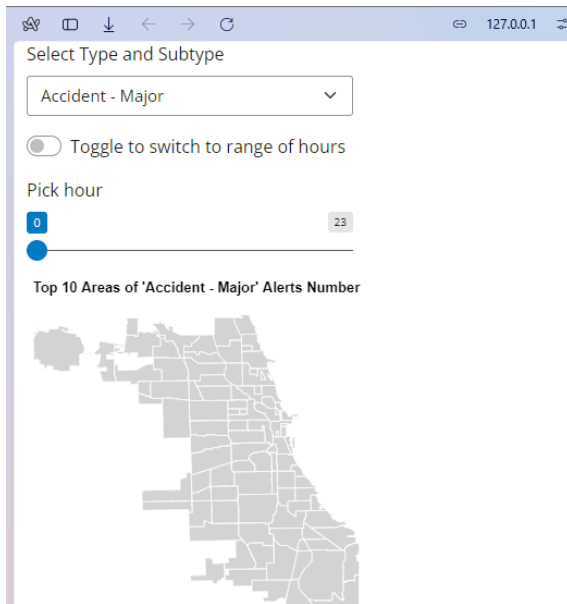 127.0.0.1
Select Type and Subtype
Accident - Major
Toggle to switch to range of hours
Pick hour
0 23
Top 10 Areas of 'Accident - Major' Alerts Number